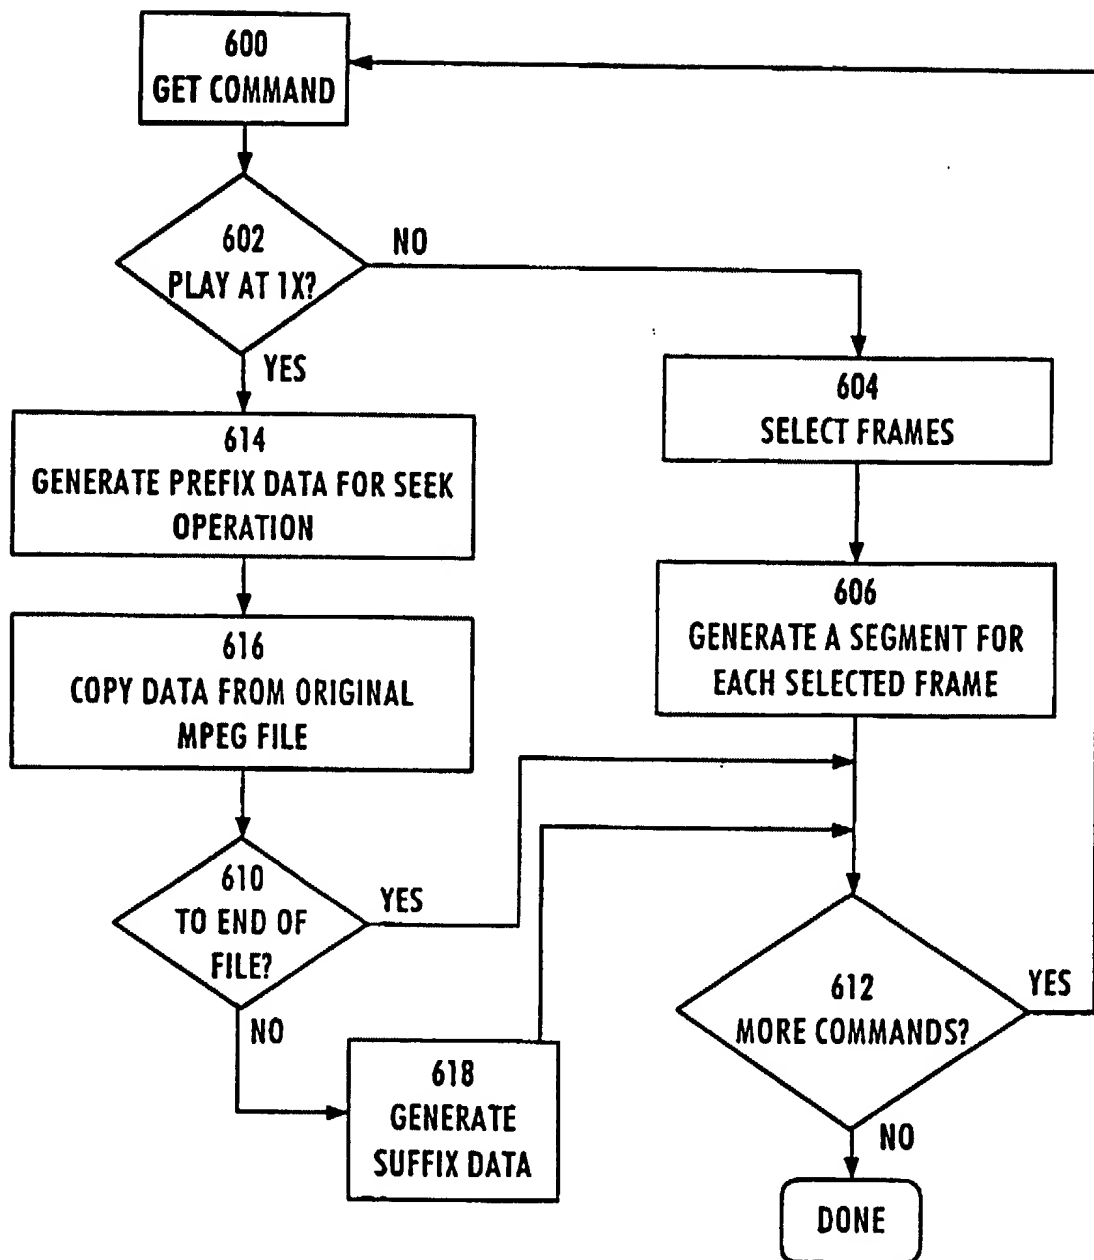 600
GET COMMAND
602
PLAY AT 1X?
NO
YES
604
SELECT FRAMES
614
GENERATE PREFIX DATA FOR SEEK
OPERATION
606
GENERATE A SEGMENT FOR
EACH SELECTED FRAME
616
COPY DATA FROM ORIGINAL
MPEG FILE
610
TO END OF
FILE?
YES
NO
618
GENERATE
SUFFIX DATA
612
MORE COMMANDS?
YES
NO
DONE